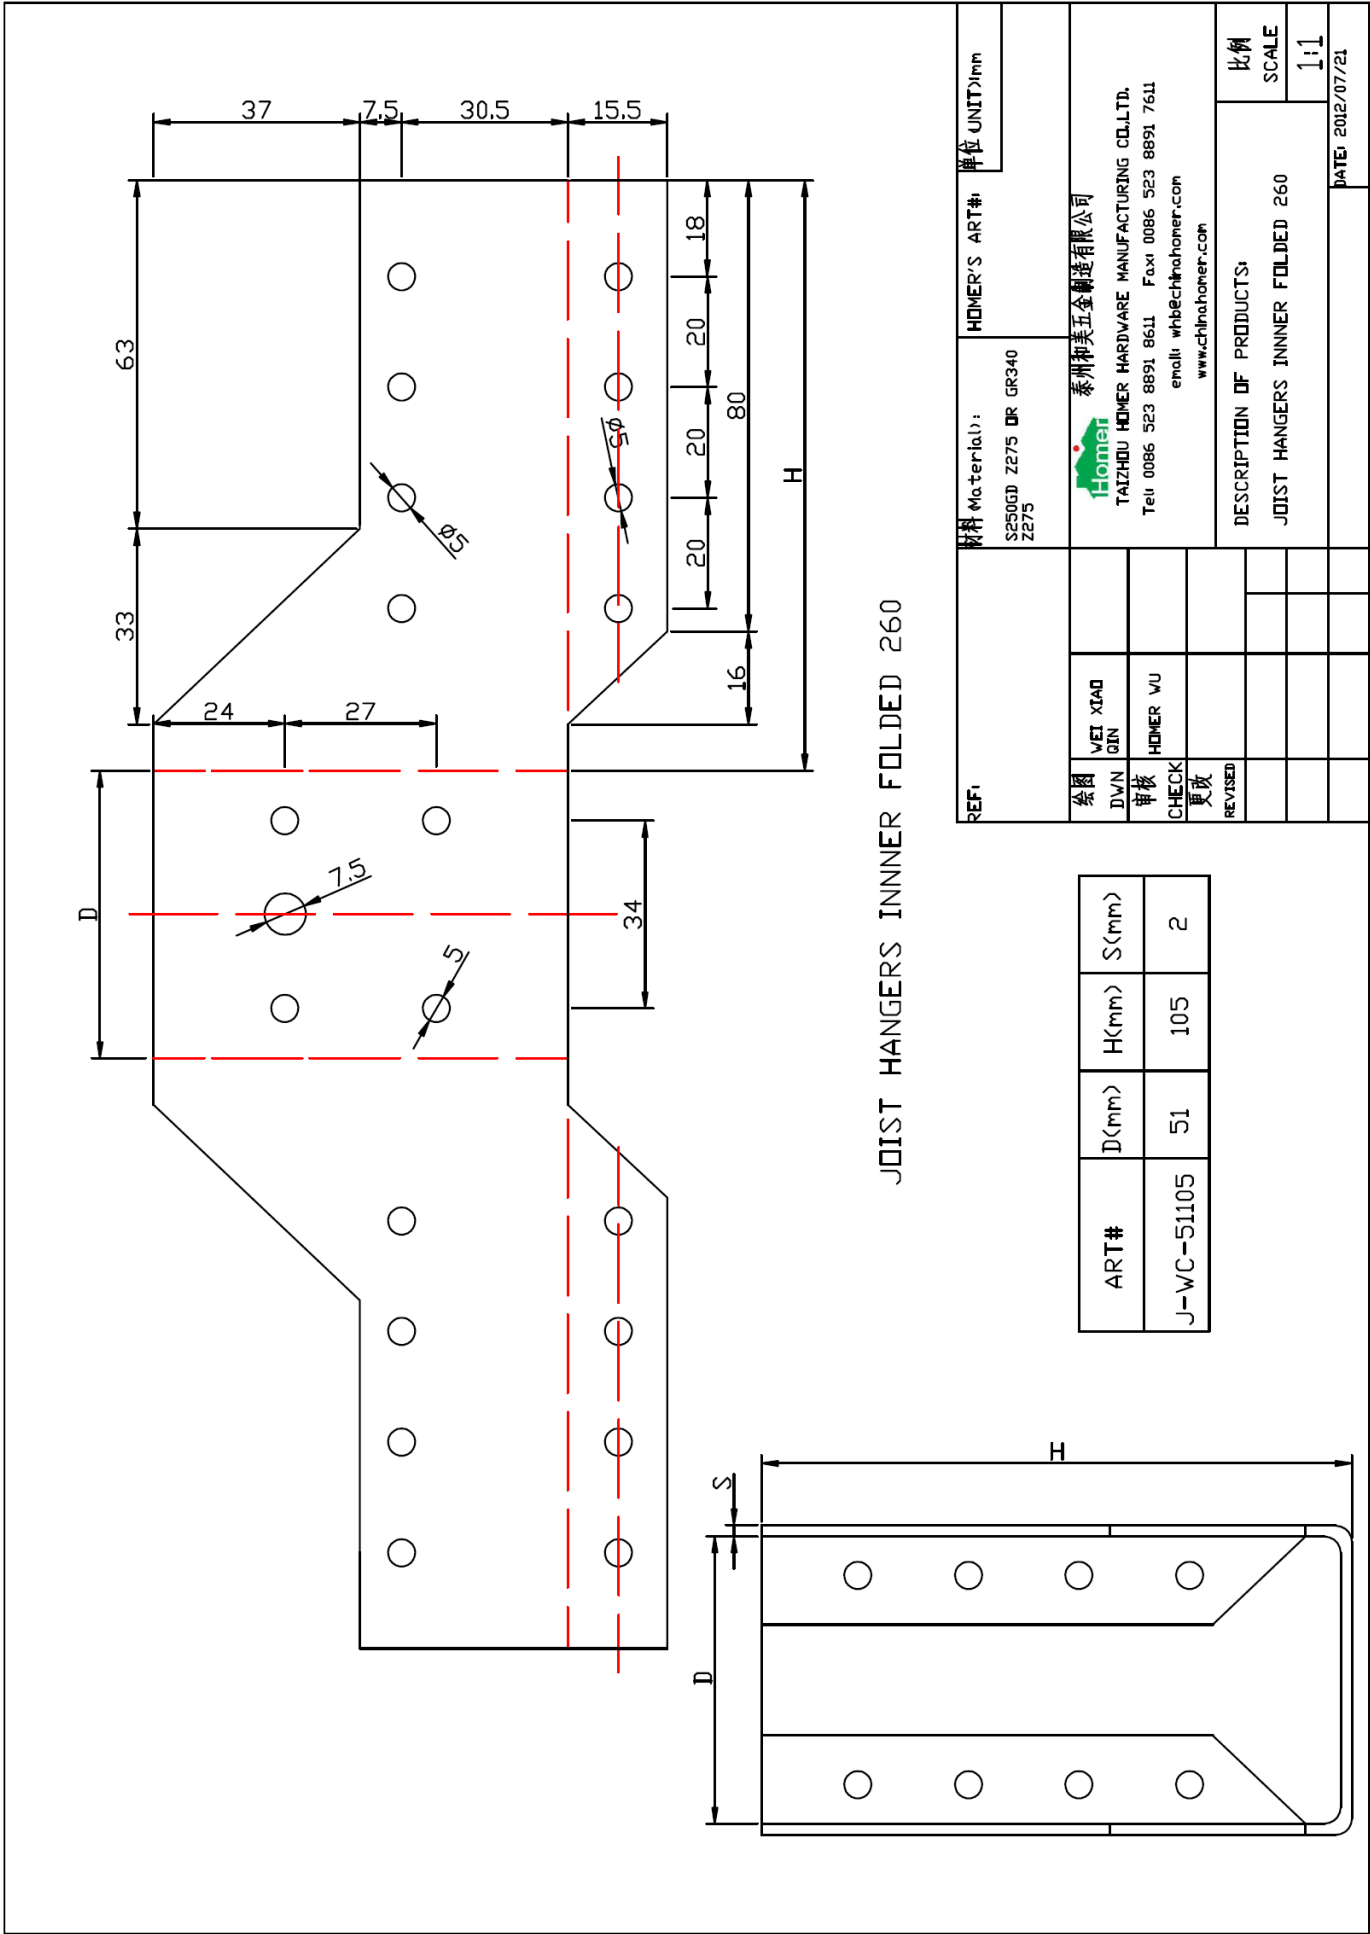 37
7.5
30.5
15.5
63
33
24
27
18
20
20
20
80
16
H
Ø5
Ø5
D
7.5
5
34
JOIST HANGERS INNER FOLDED 260
S
D
H
ART#
D(mm)
H(mm)
S(mm)
J-WC-51105
51
105
2
REF:
材料 Material):
S250GD Z275 OR GR340
Z275
HOMER'S ART#:
单位 UNIT):mm
绘图
DWN
WEI XIAO
QIN
审核
CHECK
HOMER WU
更改
REVISED
Homer
泰州和美五金制造有限公司
TAIZHOU HOMER HARDWARE MANUFACTURING CO.,LTD.
Tel: 0086 523 8891 8611 Fax: 0086 523 8891 7611
email: whb@chinahomer.com
www.chinahomer.com
DESCRIPTION OF PRODUCTS:
JOIST HANGERS INNNER FOLDED 260
比例
SCALE
1:1
DATE: 2012/07/21